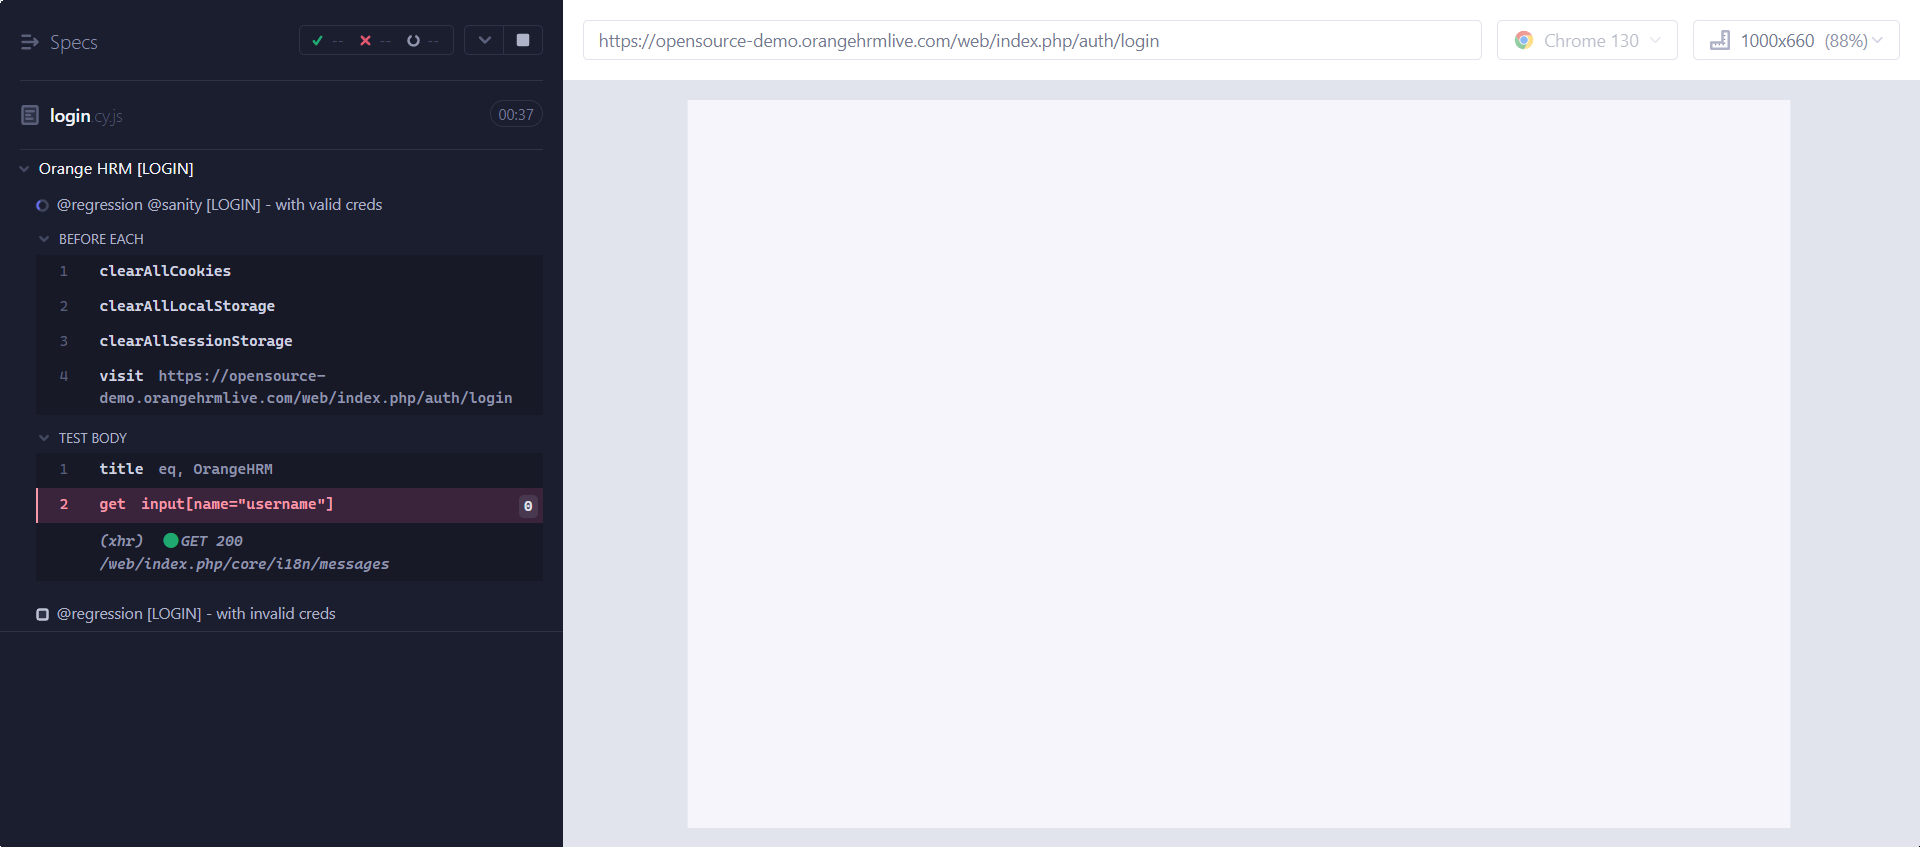 Specs
-- -- --
login.cy.js
00:37
Orange HRM [LOGIN]
@regression @sanity [LOGIN] - with valid creds
BEFORE EACH
1 clearAllCookies
2 clearAllLocalStorage
3 clearAllSessionStorage
4 visit https://opensource-
demo.orangehrmlive.com/web/index.php/auth/login
TEST BODY
1 title eq, OrangeHRM
2 get input[name="username"] 0
(xhr) GET 200
/web/index.php/core/i18n/messages
@regression [LOGIN] - with invalid creds
https://opensource-demo.orangehrmlive.com/web/index.php/auth/login
Chrome 130
1000x660 (88%)